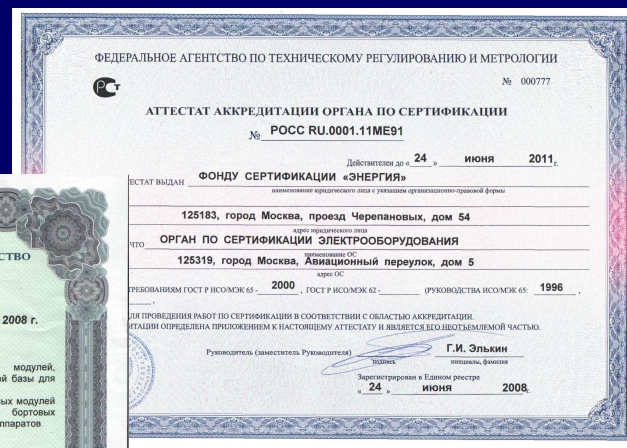 ФЕДЕРАЛЬНОЕ АГЕНТСТВО ПО ТЕХНИЧЕСКОМУ РЕГУЛИРОВАНИЮ И МЕТРОЛОГИИ
№ 000777
АТТЕСТАТ АККРЕДИТАЦИИ ОРГАНА ПО СЕРТИФИКАЦИИ
№ РОСС RU.0001.11МЕ91
Действителен до « 24 » июня 2011 г.
ЕСТАТ ВЫДАН ФОНДУ СЕРТИФИКАЦИИ «ЭНЕРГИЯ»
наименование юридического лица с указанием организационно-правовой формы
125183, город Москва, проезд Черепановых, дом 54
адрес юридического лица
ЧТО ОРГАН ПО СЕРТИФИКАЦИИ ЭЛЕКТРООБОРУДОВАНИЯ
наименование ОС
125319, город Москва, Авиационный переулок, дом 5
адрес ОС
ТРЕБОВАНИЯМ ГОСТ Р ИСО/МЭК 65 - 2000 , ГОСТ Р ИСО/МЭК 62 - (РУКОВОДСТВА ИСО/МЭК 65: 1996 ,
ДЛЯ ПРОВЕДЕНИЯ РАБОТ ПО СЕРТИФИКАЦИИ В СООТВЕТСТВИИ С ОБЛАСТЬЮ АККРЕДИТАЦИИ.
ИТАЦИИ ОПРЕДЕЛЕНА ПРИЛОЖЕНИЕМ К НАСТОЯЩЕМУ АТТЕСТАТУ И ЯВЛЯЕТСЯ ЕГО НЕОТЪЕМЛЕМОЙ ЧАСТЬЮ.
Руководитель (заместитель Руководителя) Г.И. Элькин
подпись инициалы, фамилия
Зарегистрирован в Едином реестре
« 24 » июня 2008 г.
СТВО
2008 г.
модулей,
й базы для
ых модулей
бортовых
ппаратов